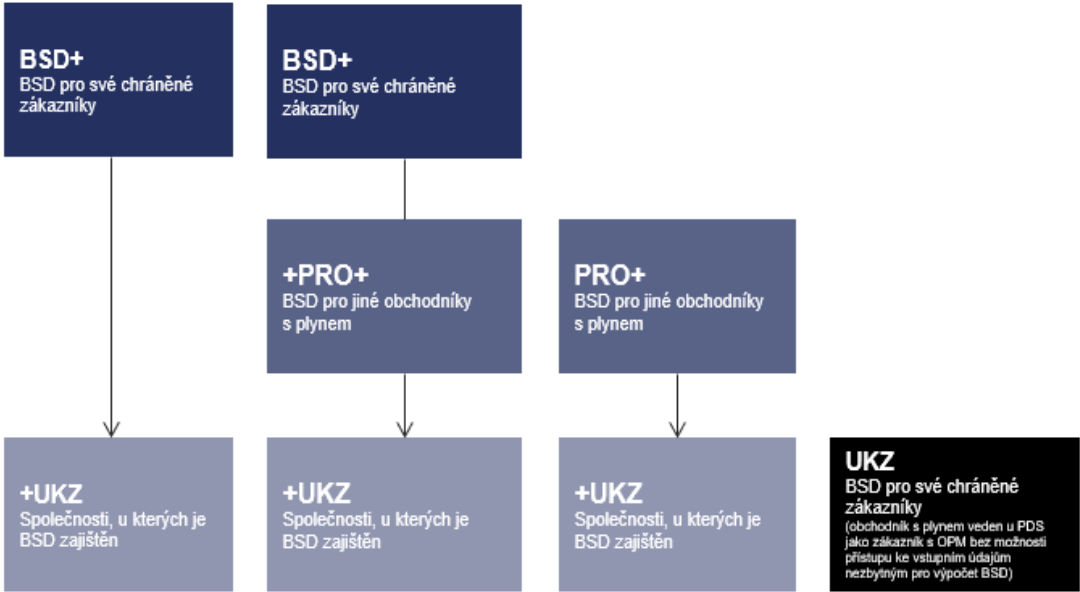 BSD+
BSD pro své chráněné
zákazníky
BSD+
BSD pro své chráněné
zákazníky
+PRO+
BSD pro jiné obchodníky
s plynem
PRO+
BSD pro jiné obchodníky
s plynem
+UKZ
Společnosti, u kterých je
BSD zajištěn
+UKZ
Společnosti, u kterých je
BSD zajištěn
+UKZ
Společnosti, u kterých je
BSD zajištěn
UKZ
BSD pro své chráněné
zákazníky
(obchodník s plynem veden u PDS
jako zákazník s OPM bez možnosti
přístupu ke vstupním údajům
nezbytným pro výpočet BSD)